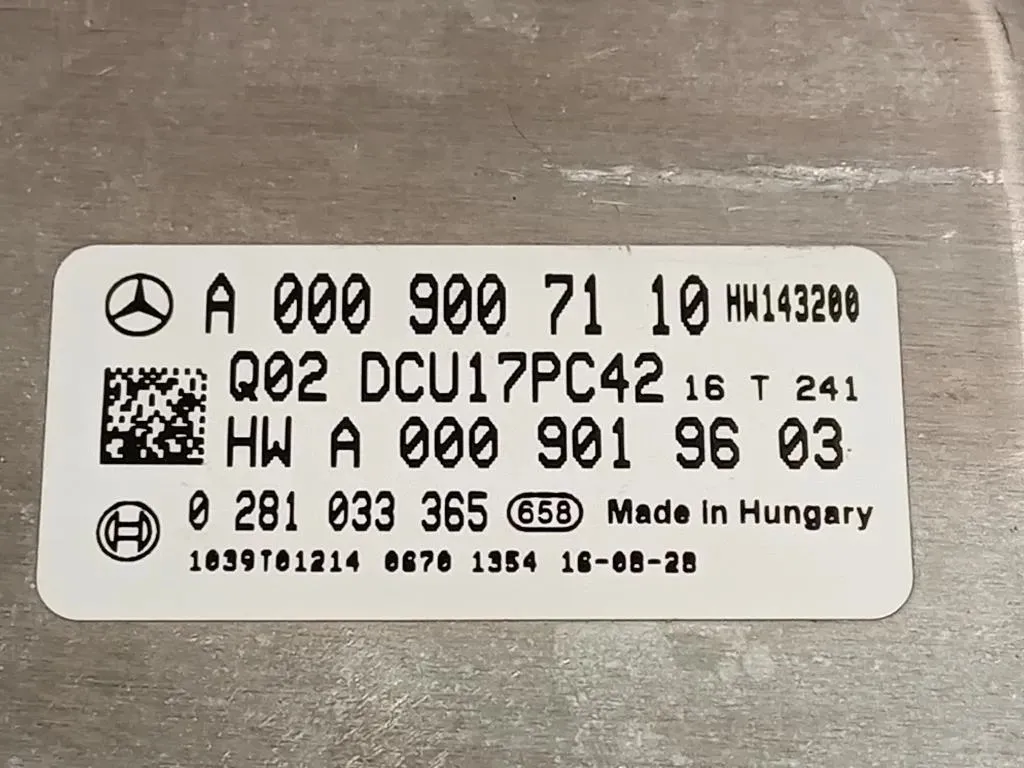 A 000 900 71 10 HW143200
Q02 DCU17PC42 16 T 241
HW A 000 901 96 03
0 281 033 365 658 Made in Hungary
1039T01214 0670 1354 16-08-28